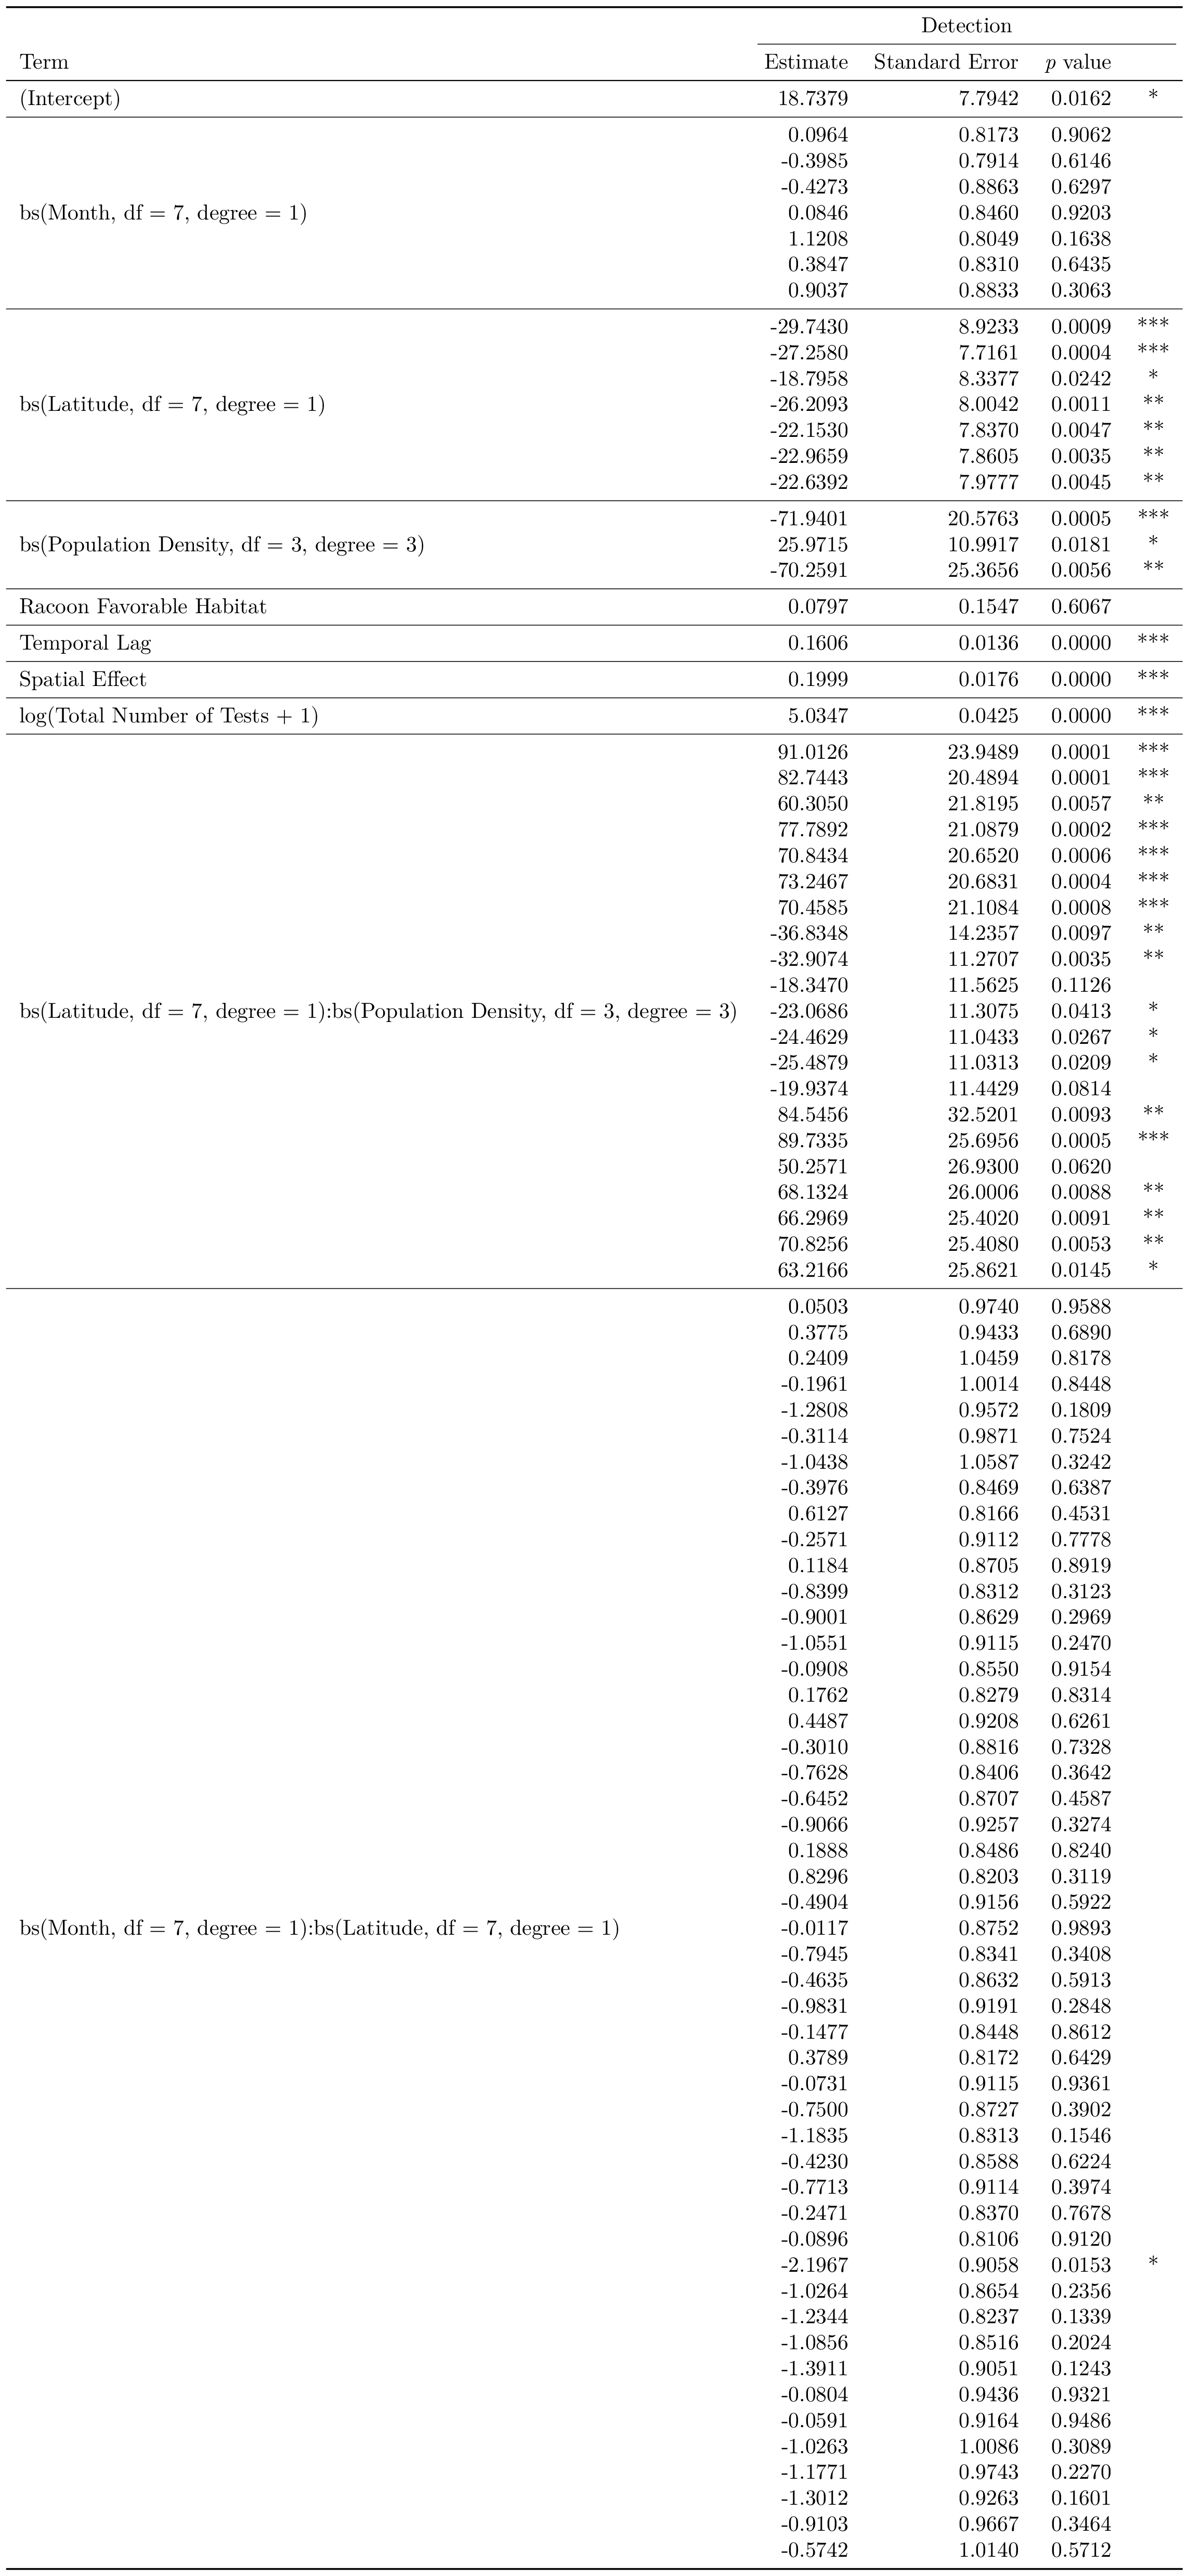 Detection
Term Estimate Standard Error p value
(Intercept) 18.7379 7.7942 0.0162 *
0.0964 0.8173 0.9062
-0.3985 0.7914 0.6146
-0.4273 0.8863 0.6297
bs(Month, df = 7, degree = 1) 0.0846 0.8460 0.9203
1.1208 0.8049 0.1638
0.3847 0.8310 0.6435
0.9037 0.8833 0.3063
-29.7430 8.9233 0.0009 ***
-27.2580 7.7161 0.0004 ***
-18.7958 8.3377 0.0242 *
bs(Latitude, df = 7, degree = 1) -26.2093 8.0042 0.0011 **
-22.1530 7.8370 0.0047 **
-22.9659 7.8605 0.0035 **
-22.6392 7.9777 0.0045 **
-71.9401 20.5763 0.0005 ***
bs(Population Density, df = 3, degree = 3) 25.9715 10.9917 0.0181 *
-70.2591 25.3656 0.0056 **
Racoon Favorable Habitat 0.0797 0.1547 0.6067
Temporal Lag 0.1606 0.0136 0.0000 ***
Spatial Effect 0.1999 0.0176 0.0000 ***
log(Total Number of Tests + 1) 5.0347 0.0425 0.0000 ***
91.0126 23.9489 0.0001 ***
82.7443 20.4894 0.0001 ***
60.3050 21.8195 0.0057 **
77.7892 21.0879 0.0002 ***
70.8434 20.6520 0.0006 ***
73.2467 20.6831 0.0004 ***
70.4585 21.1084 0.0008 ***
-36.8348 14.2357 0.0097 **
-32.9074 11.2707 0.0035 **
-18.3470 11.5625 0.1126
bs(Latitude, df = 7, degree = 1):bs(Population Density, df = 3, degree = 3) -23.0686 11.3075 0.0413 *
-24.4629 11.0433 0.0267 *
-25.4879 11.0313 0.0209 *
-19.9374 11.4429 0.0814
84.5456 32.5201 0.0093 **
89.7335 25.6956 0.0005 ***
50.2571 26.9300 0.0620
68.1324 26.0006 0.0088 **
66.2969 25.4020 0.0091 **
70.8256 25.4080 0.0053 **
63.2166 25.8621 0.0145 *
0.0503 0.9740 0.9588
0.3775 0.9433 0.6890
0.2409 1.0459 0.8178
-0.1961 1.0014 0.8448
-1.2808 0.9572 0.1809
-0.3114 0.9871 0.7524
-1.0438 1.0587 0.3242
-0.3976 0.8469 0.6387
0.6127 0.8166 0.4531
-0.2571 0.9112 0.7778
0.1184 0.8705 0.8919
-0.8399 0.8312 0.3123
-0.9001 0.8629 0.2969
-1.0551 0.9115 0.2470
-0.0908 0.8550 0.9154
0.1762 0.8279 0.8314
0.4487 0.9208 0.6261
-0.3010 0.8816 0.7328
-0.7628 0.8406 0.3642
-0.6452 0.8707 0.4587
-0.9066 0.9257 0.3274
0.1888 0.8486 0.8240
0.8296 0.8203 0.3119
-0.4904 0.9156 0.5922
bs(Month, df = 7, degree = 1):bs(Latitude, df = 7, degree = 1) -0.0117 0.8752 0.9893
-0.7945 0.8341 0.3408
-0.4635 0.8632 0.5913
-0.9831 0.9191 0.2848
-0.1477 0.8448 0.8612
0.3789 0.8172 0.6429
-0.0731 0.9115 0.9361
-0.7500 0.8727 0.3902
-1.1835 0.8313 0.1546
-0.4230 0.8588 0.6224
-0.7713 0.9114 0.3974
-0.2471 0.8370 0.7678
-0.0896 0.8106 0.9120
-2.1967 0.9058 0.0153 *
-1.0264 0.8654 0.2356
-1.2344 0.8237 0.1339
-1.0856 0.8516 0.2024
-1.3911 0.9051 0.1243
-0.0804 0.9436 0.9321
-0.0591 0.9164 0.9486
-1.0263 1.0086 0.3089
-1.1771 0.9743 0.2270
-1.3012 0.9263 0.1601
-0.9103 0.9667 0.3464
-0.5742 1.0140 0.5712